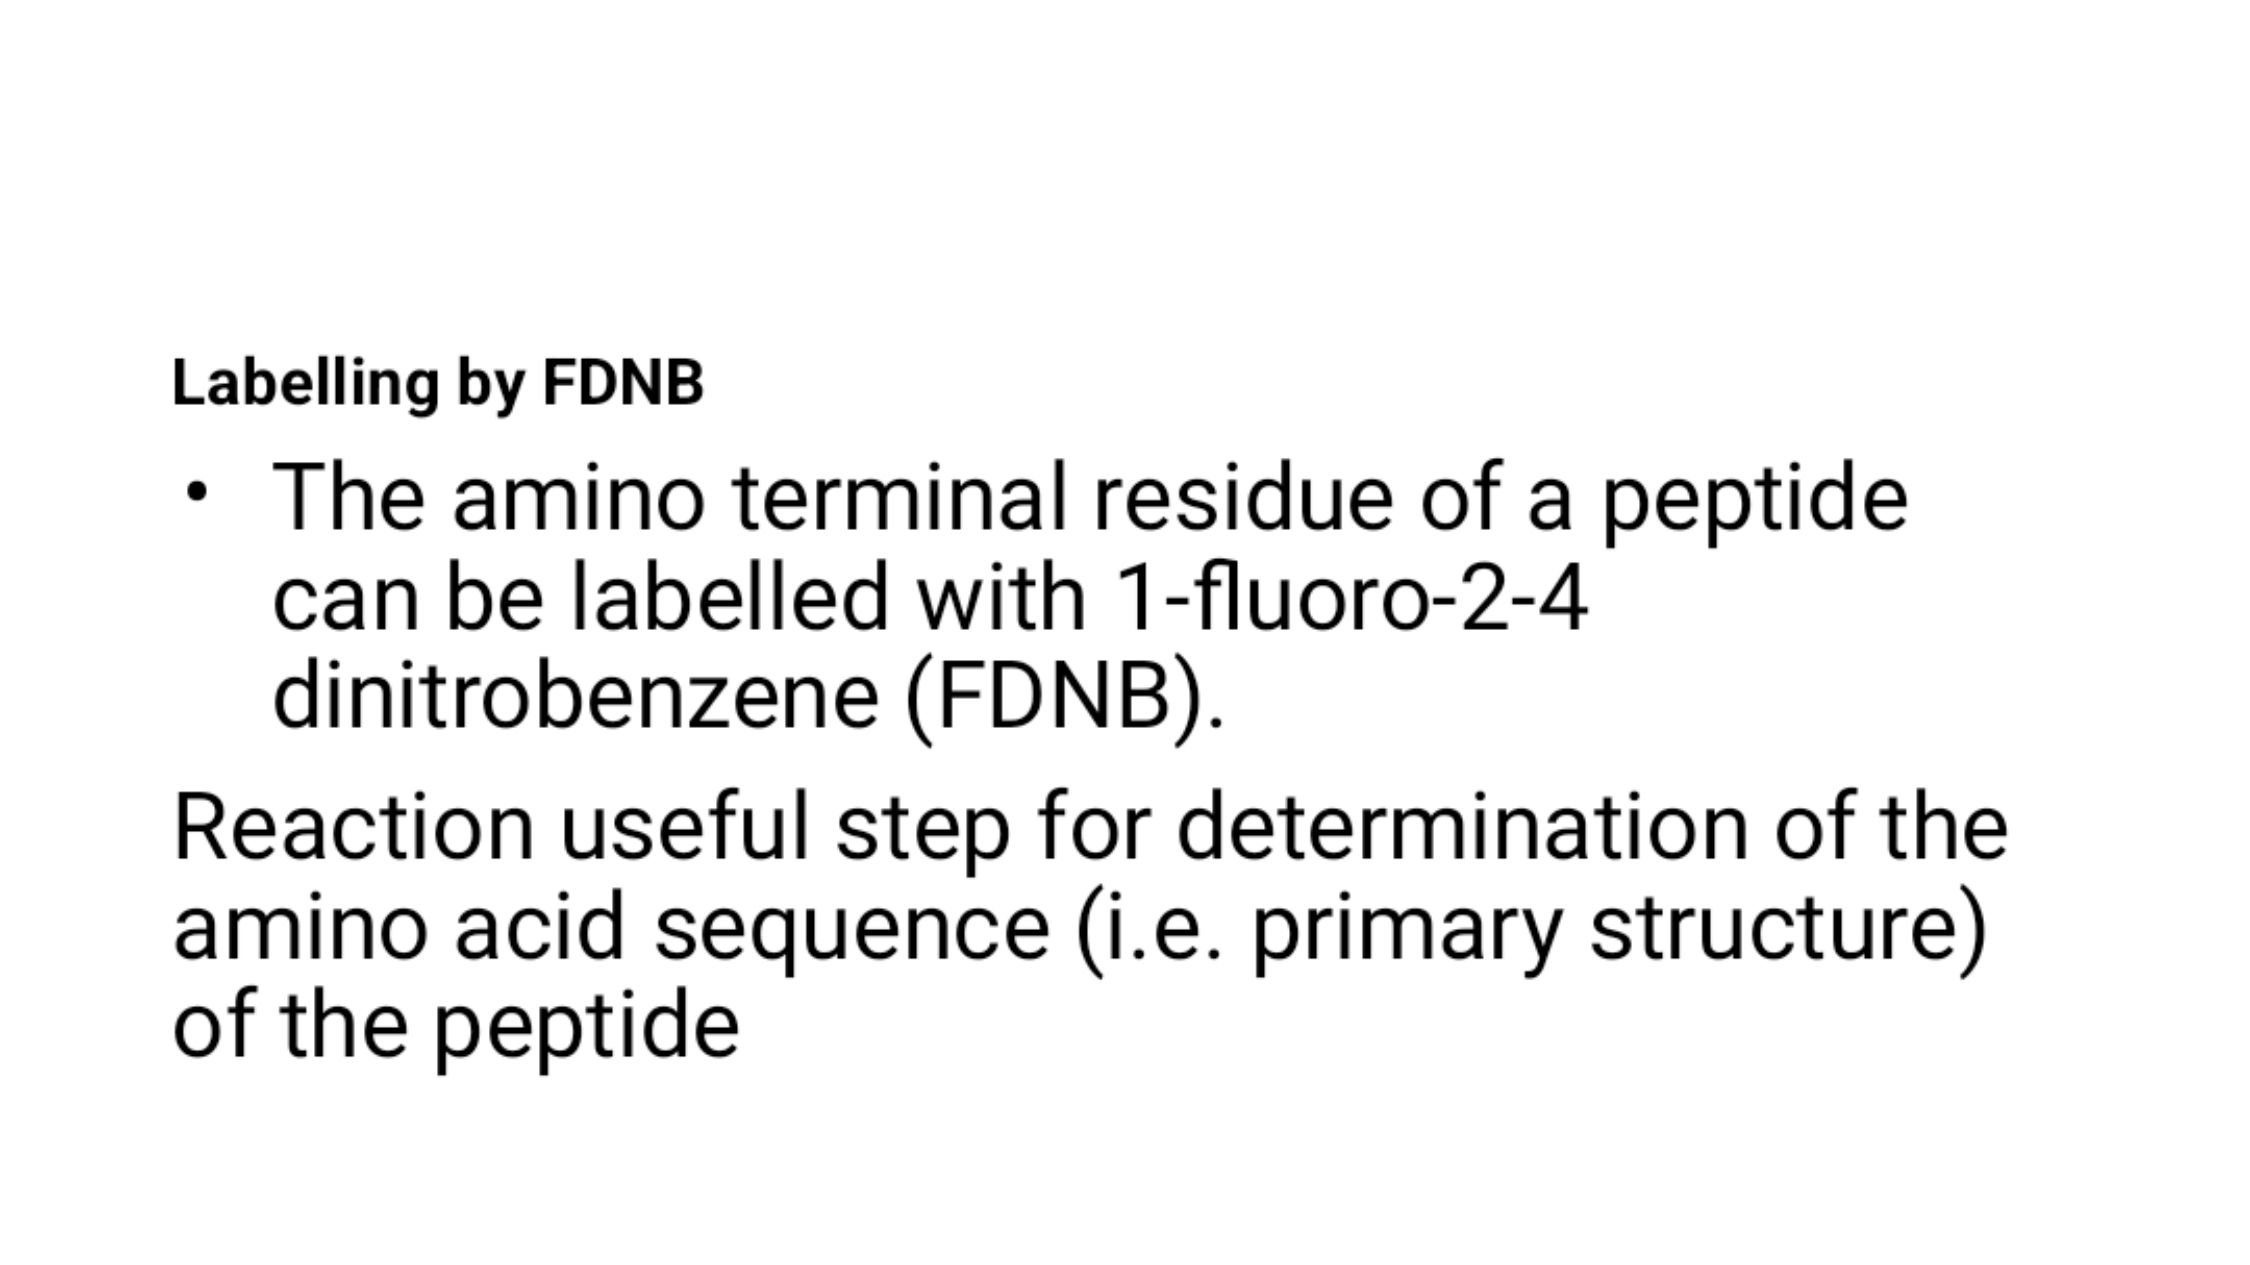 Labelling by FDNB
• The amino terminal residue of a peptide
can be labelled with 1-fluoro-2-4
dinitrobenzene (FDNB).
Reaction useful step for determination of the
amino acid sequence (i.e. primary structure)
of the peptide